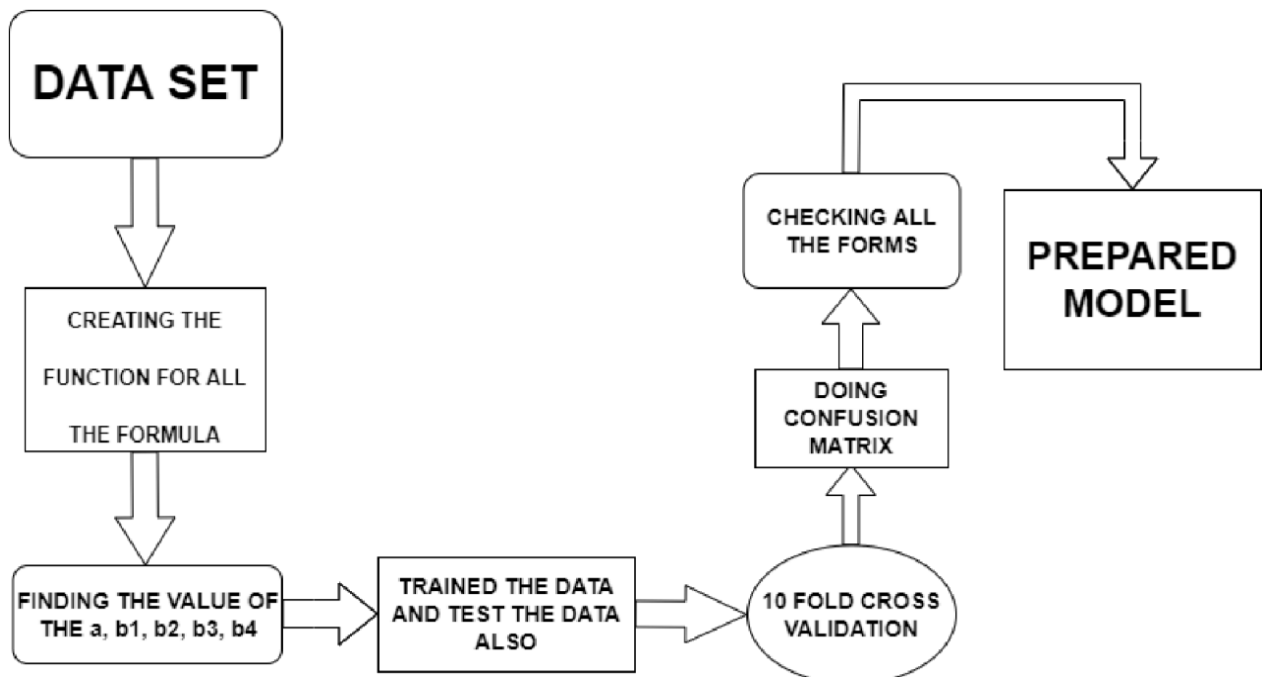 DATA SET
CREATING THE
FUNCTION FOR ALL
THE FORMULA
FINDING THE VALUE OF
THE a, b1, b2, b3, b4
TRAINED THE DATA
AND TEST THE DATA
ALSO
10 FOLD CROSS
VALIDATION
DOING
CONFUSION
MATRIX
CHECKING ALL
THE FORMS
PREPARED
MODEL